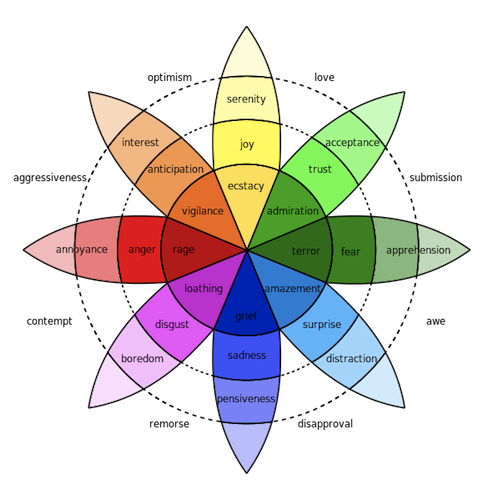 optimism
love
serenity
interest
joy
acceptance
anticipation
trust
aggressiveness
submission
ecstacy
vigilance
admiration
annoyance
anger
rage
terror
fear
apprehension
loathing
amazement
contempt
disgust
grief
surprise
awe
boredom
sadness
distraction
pensiveness
remorse
disapproval